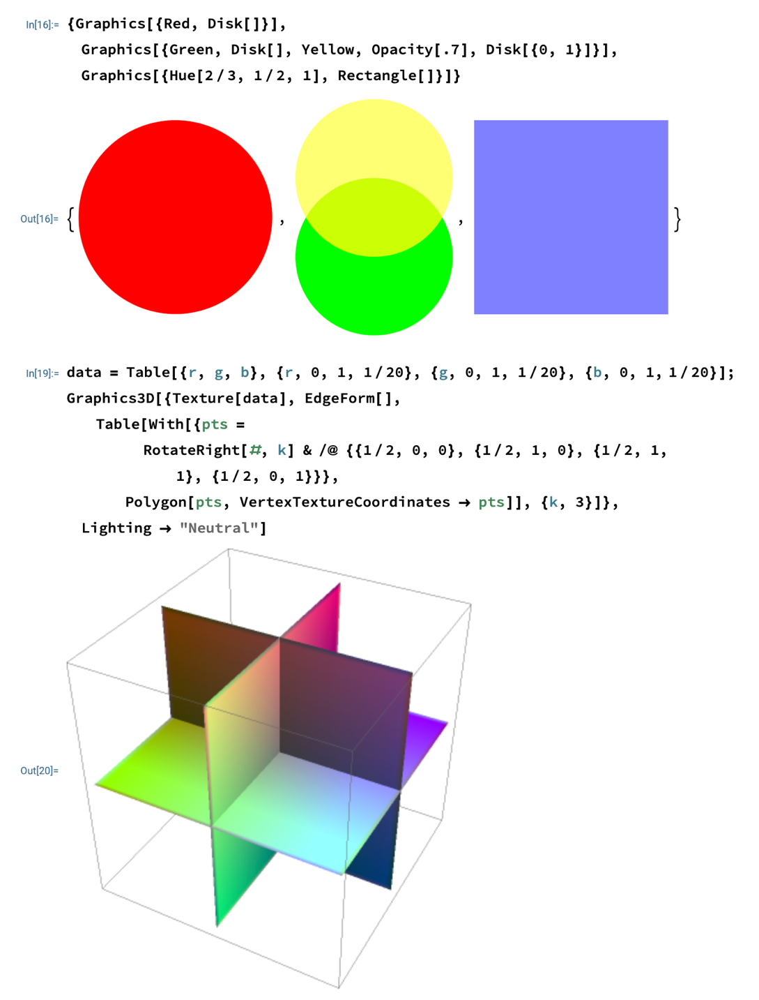 In[16]:= {Graphics[{Red, Disk[]}],
Graphics[{Green, Disk[], Yellow, Opacity[.7], Disk[{0, 1}]}],
Graphics[{Hue[2/3, 1/2, 1], Rectangle[]}]}
Out[16]= { , , }
In[19]:= data = Table[{r, g, b}, {r, 0, 1, 1/20}, {g, 0, 1, 1/20}, {b, 0, 1, 1/20}];
Graphics3D[{Texture[data], EdgeForm[],
Table[With[{pts =
RotateRight[#, k] & /@ {{1/2, 0, 0}, {1/2, 1, 0}, {1/2, 1,
1}, {1/2, 0, 1}}},
Polygon[pts, VertexTextureCoordinates → pts]], {k, 3}]},
Lighting → "Neutral"]
Out[20]=